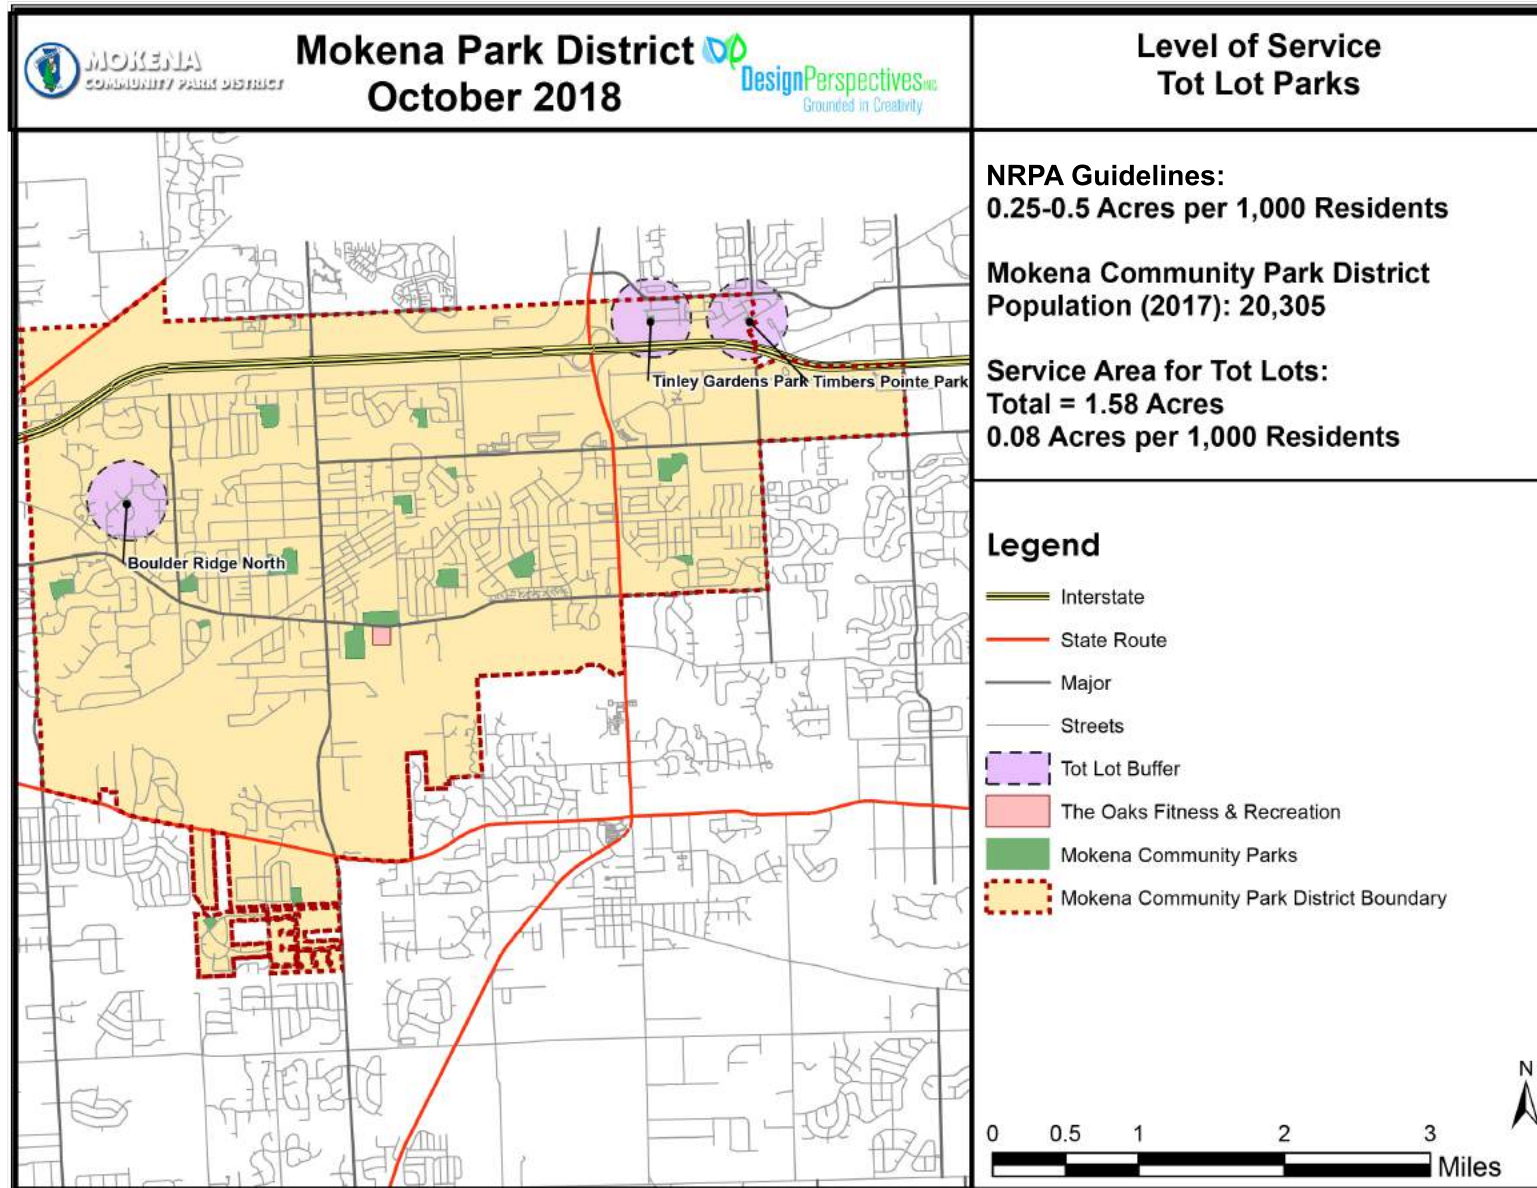 MOKENA
COMMUNITY PARK DISTRICT
Mokena Park District
October 2018
DesignPerspectives INC.
Grounded in Creativity
Level of Service
Tot Lot Parks
NRPA Guidelines:
0.25-0.5 Acres per 1,000 Residents
Mokena Community Park District
Population (2017): 20,305
Service Area for Tot Lots:
Total = 1.58 Acres
0.08 Acres per 1,000 Residents
Tinley Gardens Park
Timbers Pointe Park
Boulder Ridge North
Legend
Interstate
State Route
Major
Streets
Tot Lot Buffer
The Oaks Fitness & Recreation
Mokena Community Parks
Mokena Community Park District Boundary
N
0 0.5 1 2 3
Miles